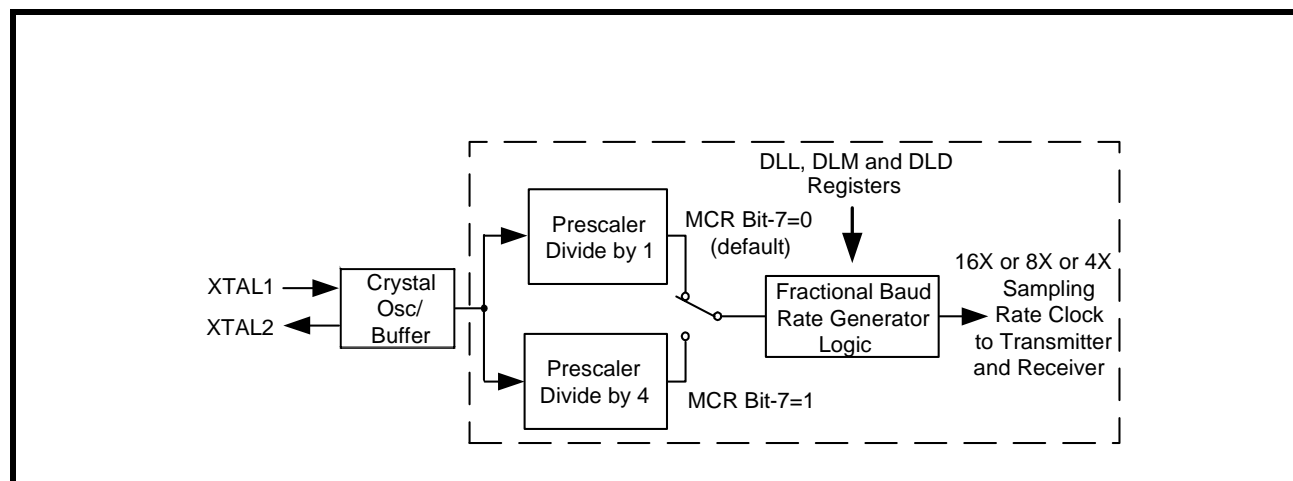 DLL, DLM and DLD
Registers
Prescaler
Divide by 1
MCR Bit-7=0
(default)
XTAL1
XTAL2
Crystal
Osc/
Buffer
Fractional Baud
Rate Generator
Logic
16X or 8X or 4X
Sampling
Rate Clock
to Transmitter
and Receiver
Prescaler
Divide by 4
MCR Bit-7=1